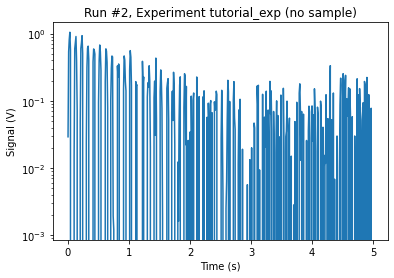 Run #2, Experiment tutorial_exp (no sample)
Signal (V)
10⁰
10⁻¹
10⁻²
10⁻³
0 1 2 3 4 5
Time (s)